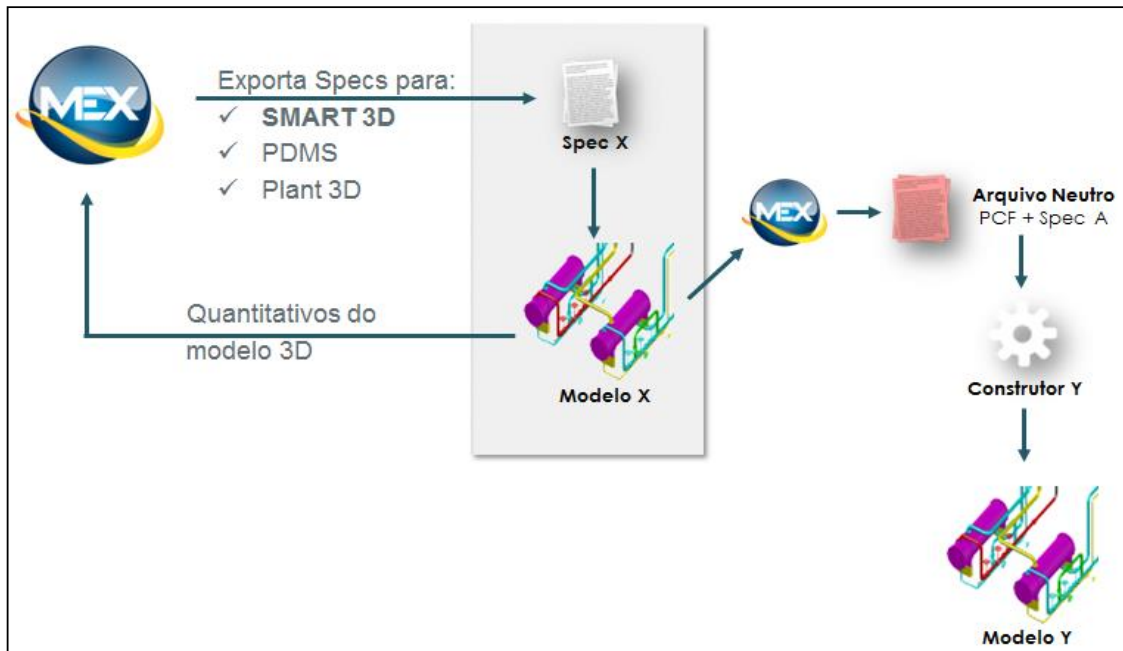 MEX
Exporta Specs para:
✓ SMART 3D
✓ PDMS
✓ Plant 3D
Spec X
MEX
Arquivo Neutro
PCF + Spec A
Quantitativos do
modelo 3D
Modelo X
Construtor Y
Modelo Y